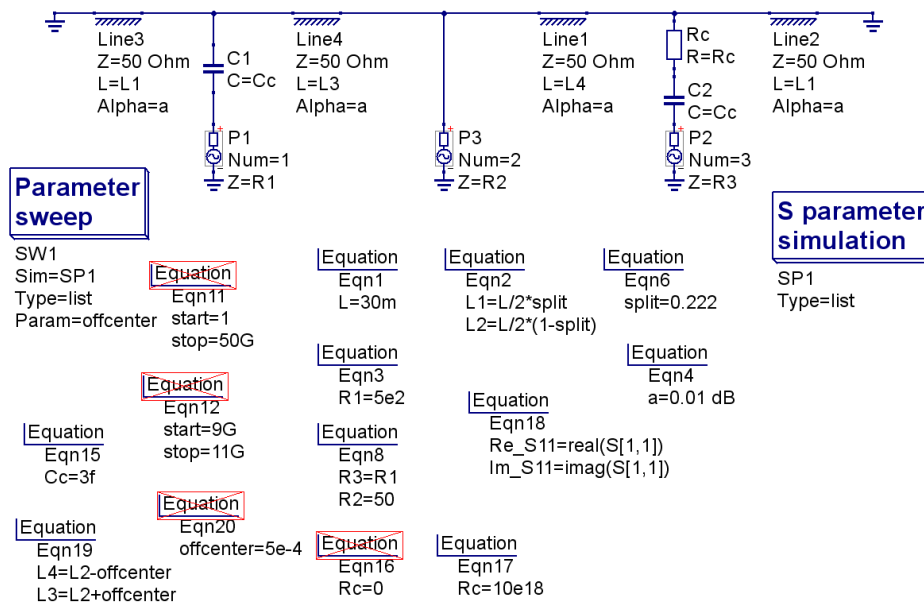 Line3
Z=50 Ohm
L=L1
Alpha=a
C1
C=Cc
Line4
Z=50 Ohm
L=L3
Alpha=a
Line1
Z=50 Ohm
L=L4
Alpha=a
Rc
R=Rc
C2
C=Cc
Line2
Z=50 Ohm
L=L1
Alpha=a
P1
Num=1
Z=R1
P3
Num=2
Z=R2
P2
Num=3
Z=R3
Parameter
sweep
SW1
Sim=SP1
Type=list
Param=offcenter
S parameter
simulation
SP1
Type=list
Equation
Eqn11
start=1
stop=50G
Equation
Eqn1
L=30m
Equation
Eqn2
L1=L/2*split
L2=L/2*(1-split)
Equation
Eqn6
split=0.222
Equation
Eqn12
start=9G
stop=11G
Equation
Eqn3
R1=5e2
Equation
Eqn4
a=0.01 dB
Equation
Eqn18
Re_S11=real(S[1,1])
Im_S11=imag(S[1,1])
Equation
Eqn15
Cc=3f
Equation
Eqn8
R3=R1
R2=50
Equation
Eqn20
offcenter=5e-4
Equation
Eqn19
L4=L2-offcenter
L3=L2+offcenter
Equation
Eqn16
Rc=0
Equation
Eqn17
Rc=10e18